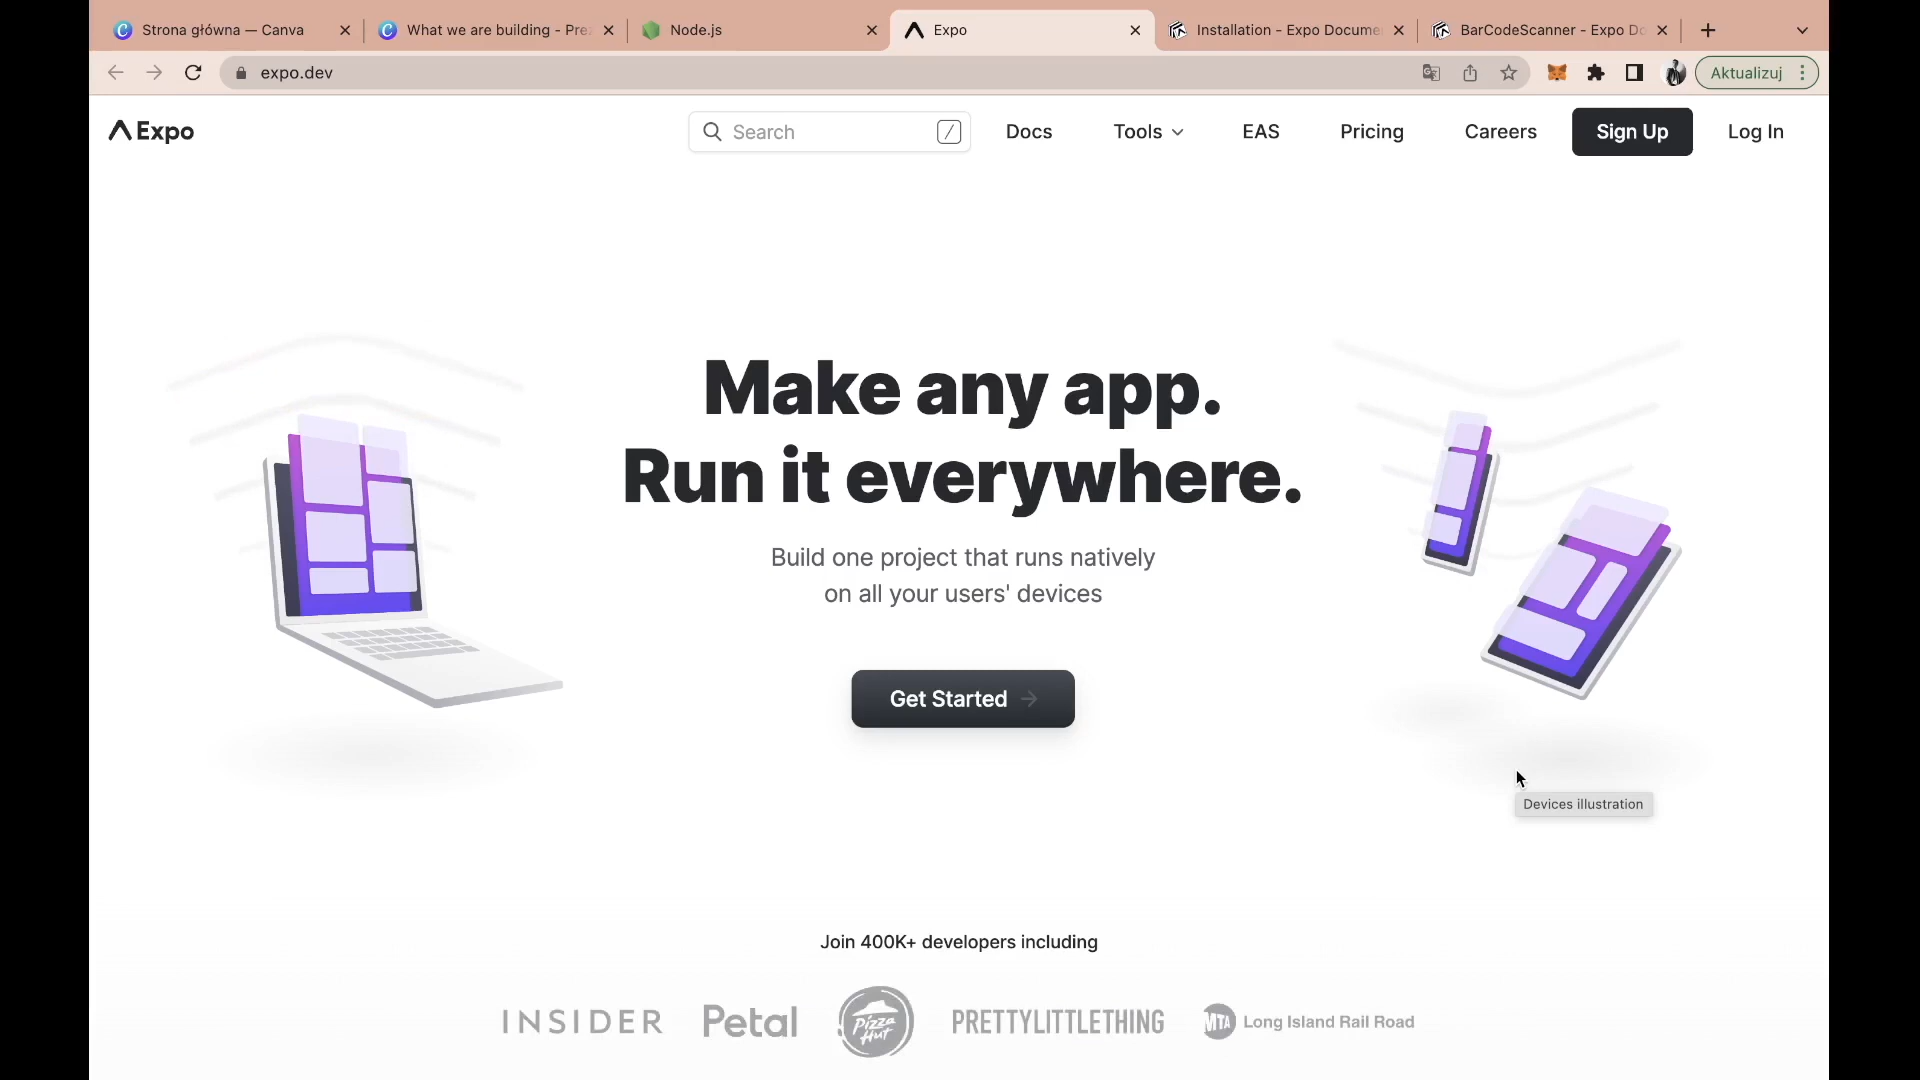 Strona główna — Canva
What we are building - Prez
Node.js
Expo
Installation - Expo Docume
BarCodeScanner - Expo Do
expo.dev
Aktualizuj
Expo
Search
/
Docs
Tools
EAS
Pricing
Careers
Sign Up
Log In
Make any app.
Run it everywhere.
Build one project that runs natively
on all your users' devices
Get Started
Devices illustration
Join 400K+ developers including
INSIDER
Petal
Pizza
Hut
PRETTYLITTLETHING
MTA
Long Island Rail Road